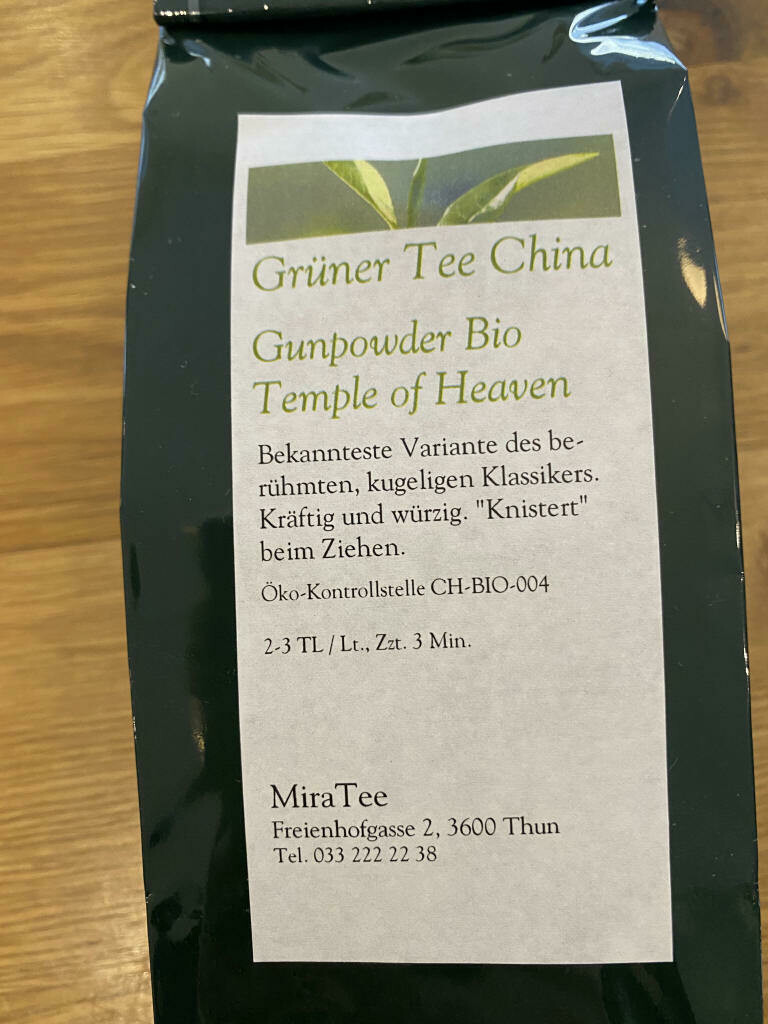 Grüner Tee China
Gunpowder Bio
Temple of Heaven
Bekannteste Variante des be-
rühmten, kugeligen Klassikers.
Kräftig und würzig. "Knistert"
beim Ziehen.
Öko-Kontrollstelle CH-BIO-004
2-3 TL / Lt., Zzt. 3 Min.
MiraTee
Freienhofgasse 2, 3600 Thun
Tel. 033 222 22 38